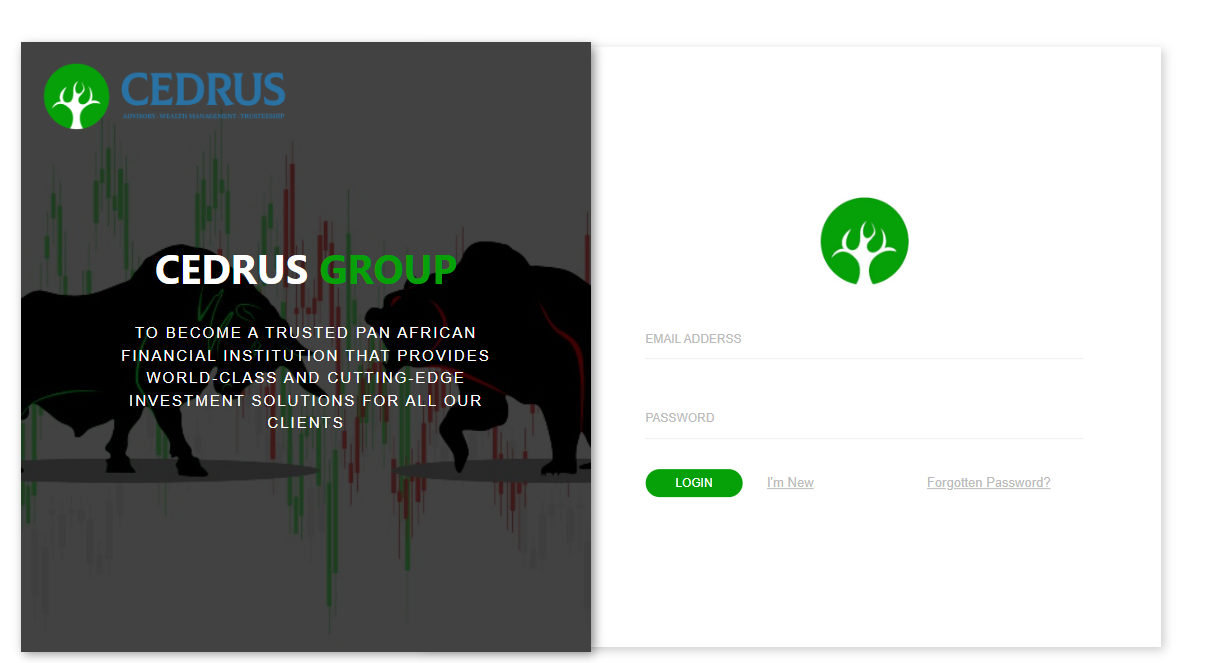 CEDRUS
ADVISORY WEALTH MANAGEMENT TRUSTEESHIP
CEDRUS GROUP
TO BECOME A TRUSTED PAN AFRICAN
FINANCIAL INSTITUTION THAT PROVIDES
WORLD-CLASS AND CUTTING-EDGE
INVESTMENT SOLUTIONS FOR ALL OUR
CLIENTS
EMAIL ADDERSS
PASSWORD
LOGIN
I'm New
Forgotten Password?